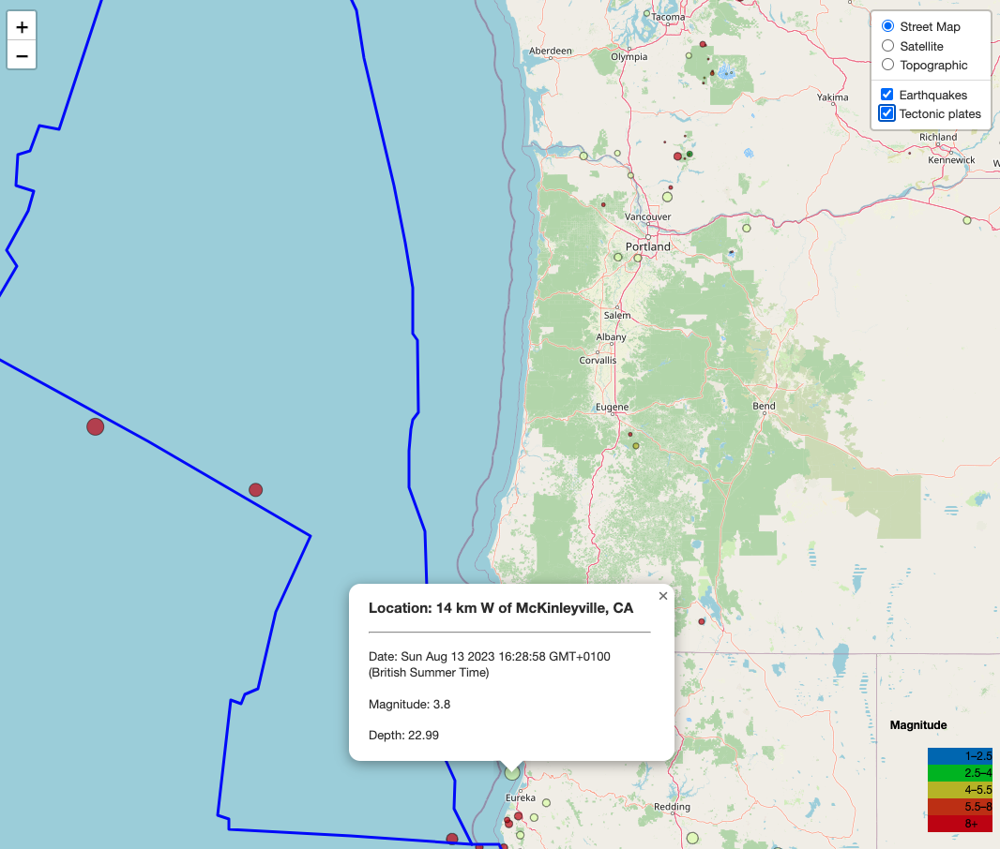 +
−
Tacoma
Aberdeen
Olympia
Yakima
Street Map
Satellite
Topographic
Earthquakes
Tectonic plates
Richland
Kennewick
W
Vancouver
Portland
Salem
Albany
Corvallis
Eugene
Bend
×
Location: 14 km W of McKinleyville, CA
Date: Sun Aug 13 2023 16:28:58 GMT+0100
(British Summer Time)
Magnitude: 3.8
Depth: 22.99
Eureka
Redding
Magnitude
1–2.5
2.5–4
4–5.5
5.5–8
8+